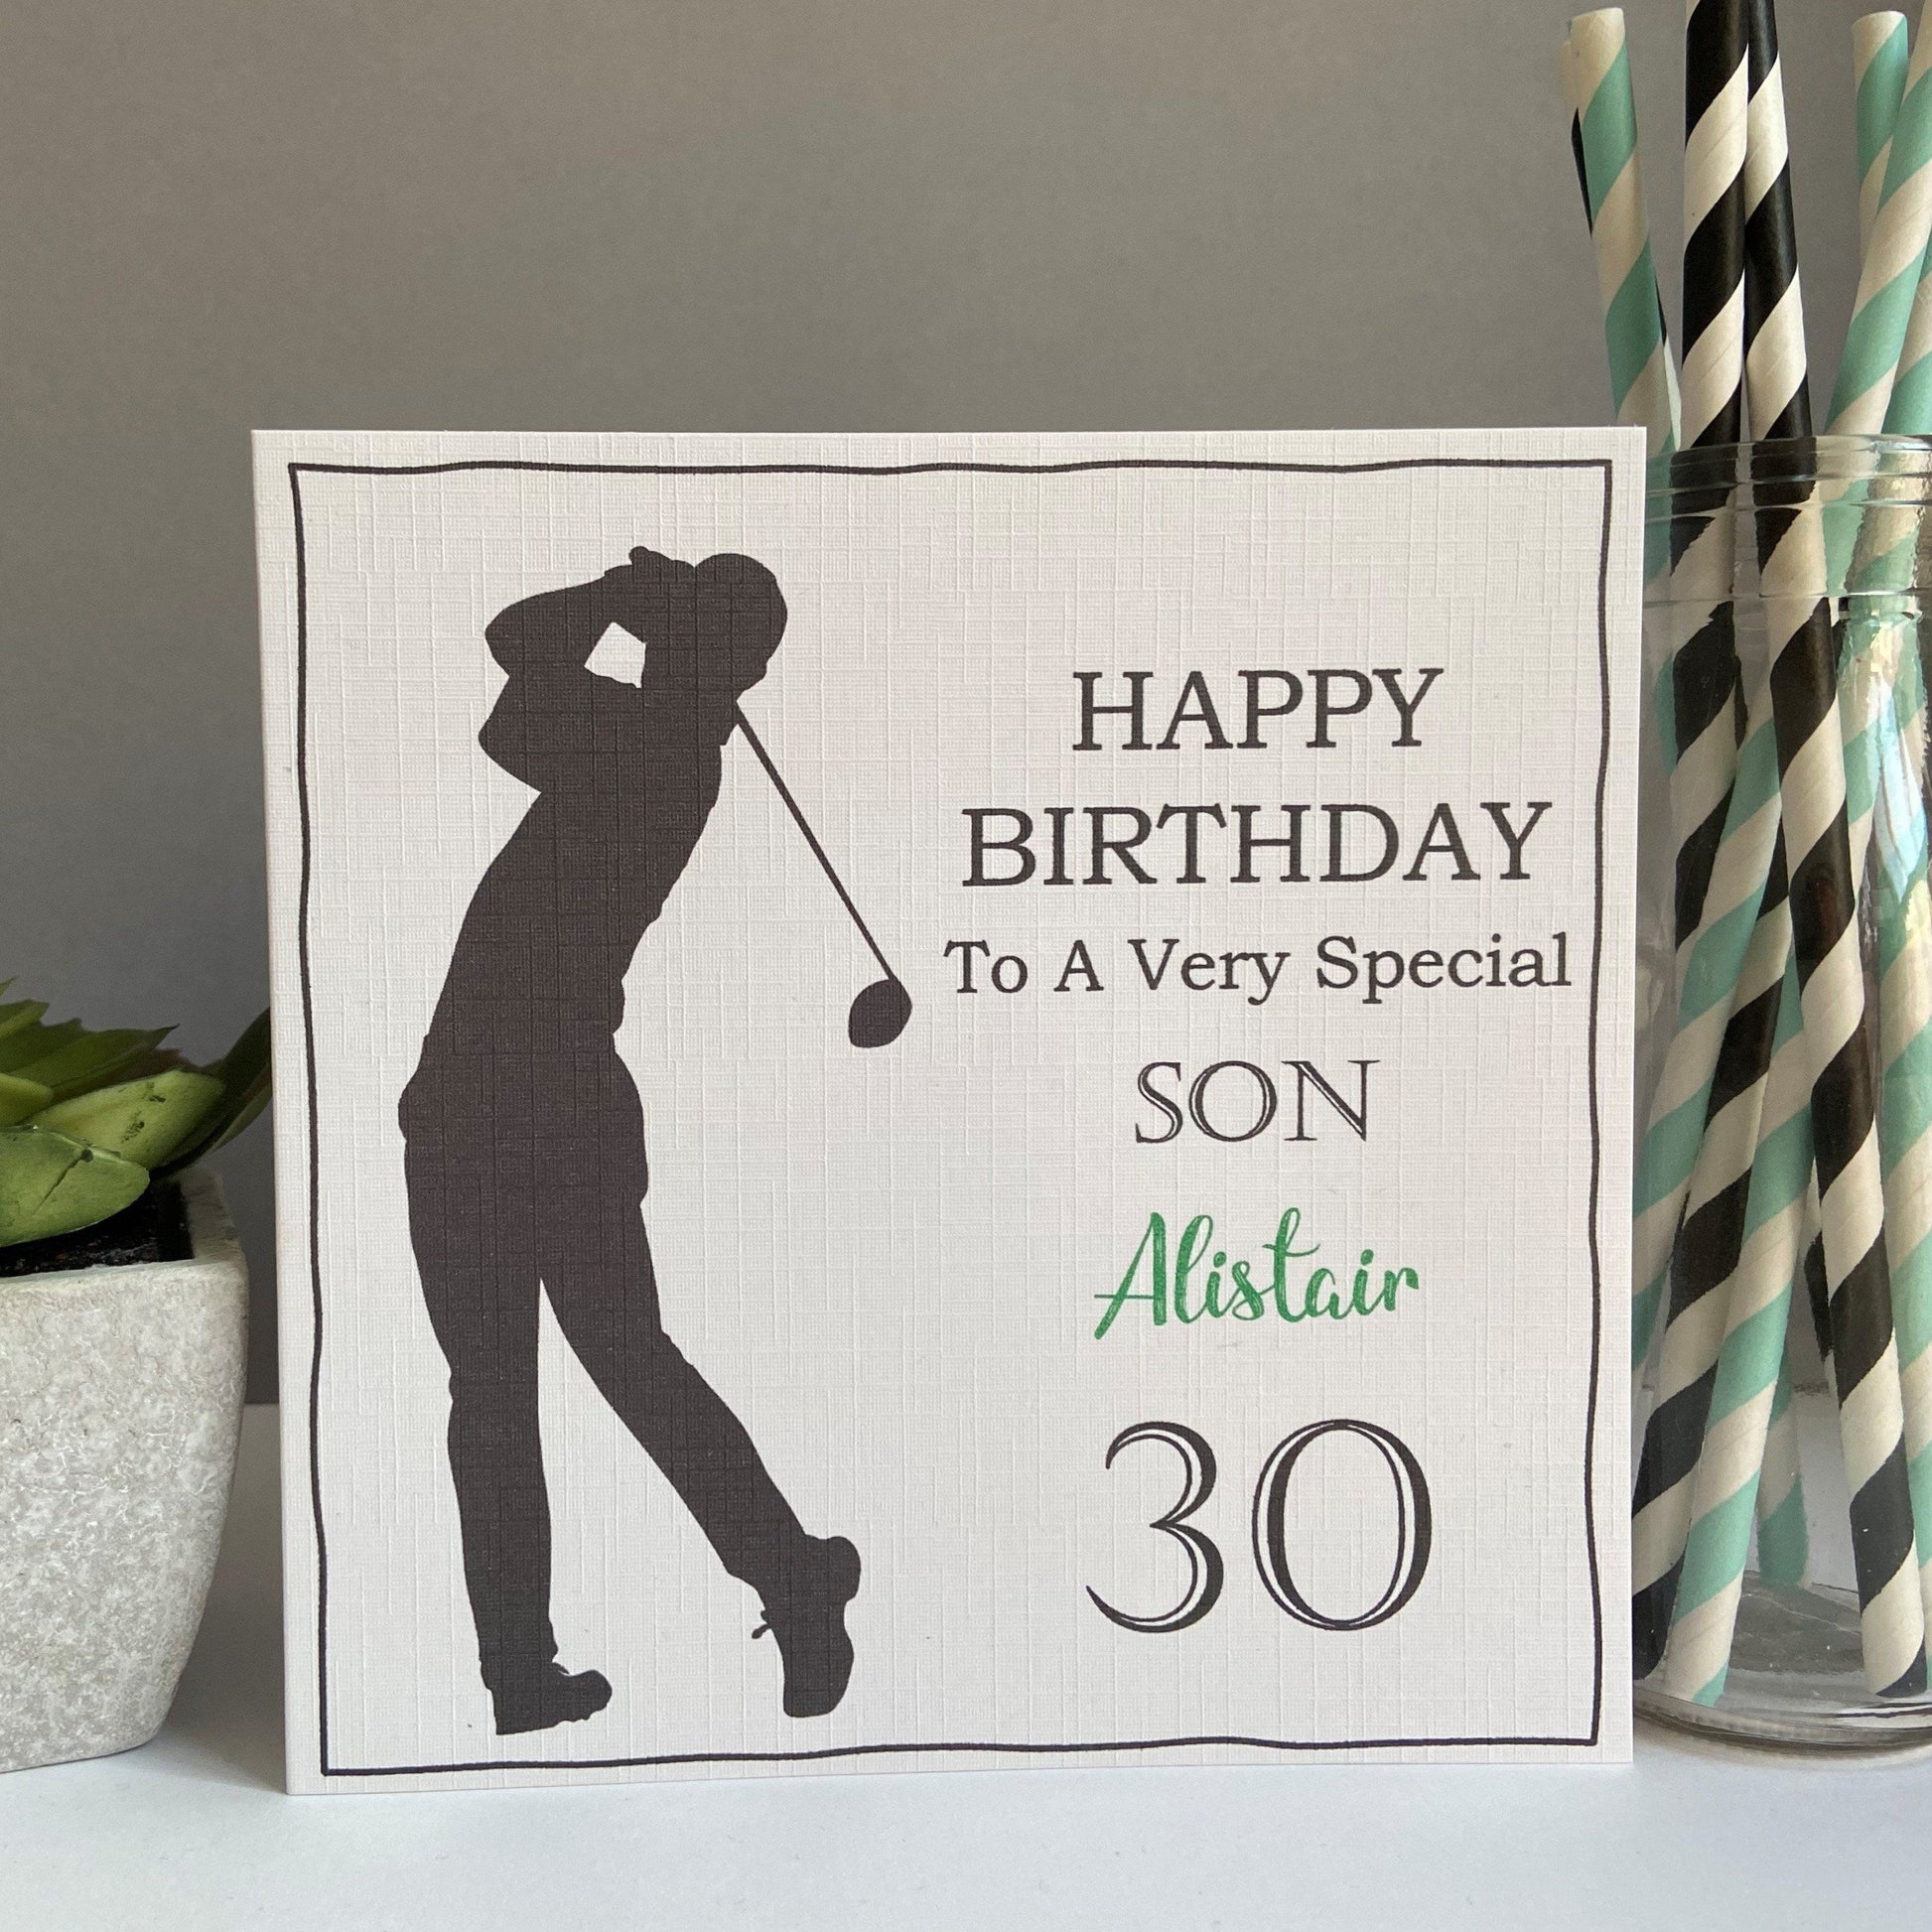 HAPPY
BIRTHDAY
To A Very Special
SON
Alistair
30